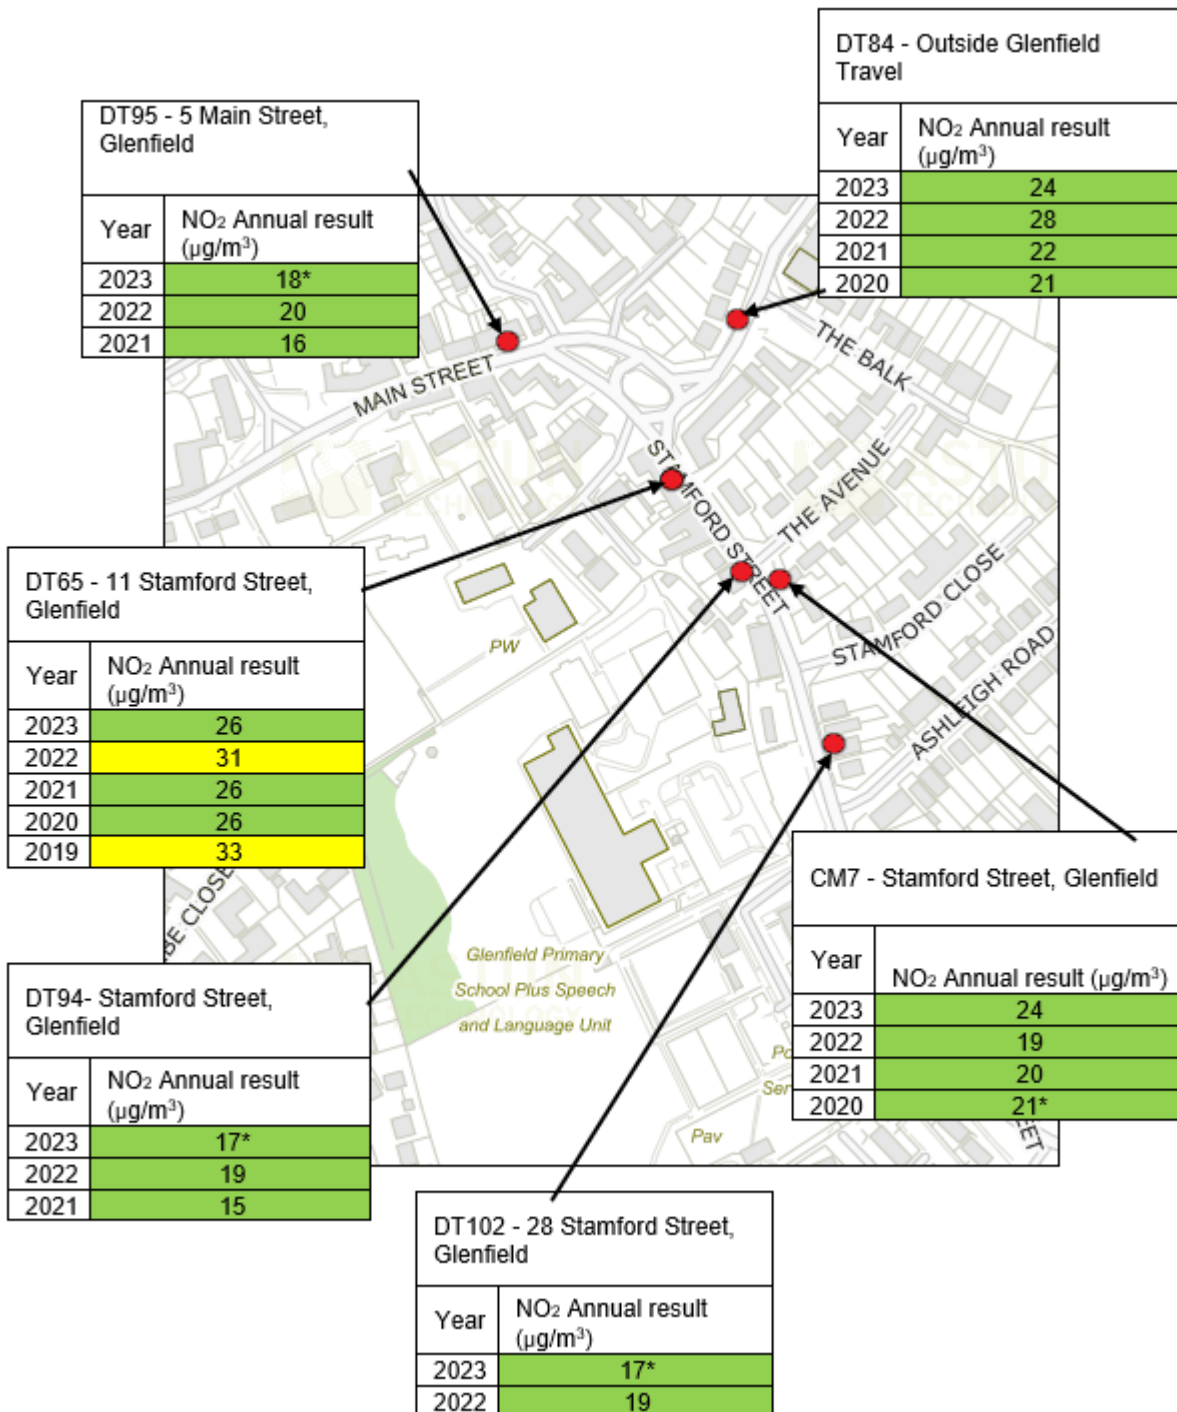 DT84 - Outside Glenfield
Travel
Year NO₂ Annual result
(µg/m³)
2023 24
2022 28
2021 22
2020 21
DT95 - 5 Main Street,
Glenfield
Year NO₂ Annual result
(µg/m³)
2023 18*
2022 20
2021 16
THE BALK
MAIN STREET
STAMFORD STREET
THE AVENUE
STAMFORD CLOSE
ASHLEIGH ROAD
PW
DT65 - 11 Stamford Street,
Glenfield
Year NO₂ Annual result
(µg/m³)
2023 26
2022 31
2021 26
2020 26
2019 33
BE CLOSE
Glenfield Primary
School Plus Speech
and Language Unit
Po
Ser
Pav
EET
CM7 - Stamford Street, Glenfield
Year NO₂ Annual result (µg/m³)
2023 24
2022 19
2021 20
2020 21*
DT94- Stamford Street,
Glenfield
Year NO₂ Annual result
(µg/m³)
2023 17*
2022 19
2021 15
DT102 - 28 Stamford Street,
Glenfield
Year NO₂ Annual result
(µg/m³)
2023 17*
2022 19